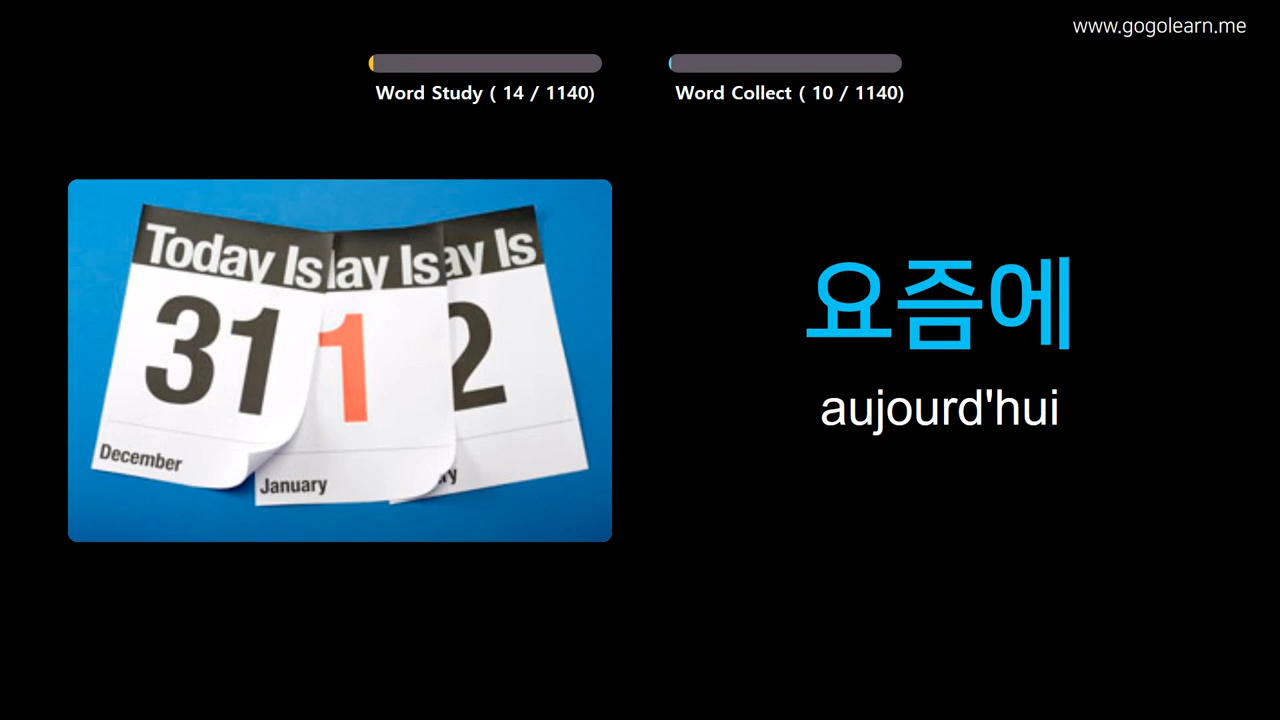 www.gogolearn.me
Word Study ( 14 / 1140)
Word Collect ( 10 / 1140)
Today Is
ay Is
ay Is
31
1
2
December
January
ry
요즘에
aujourd'hui